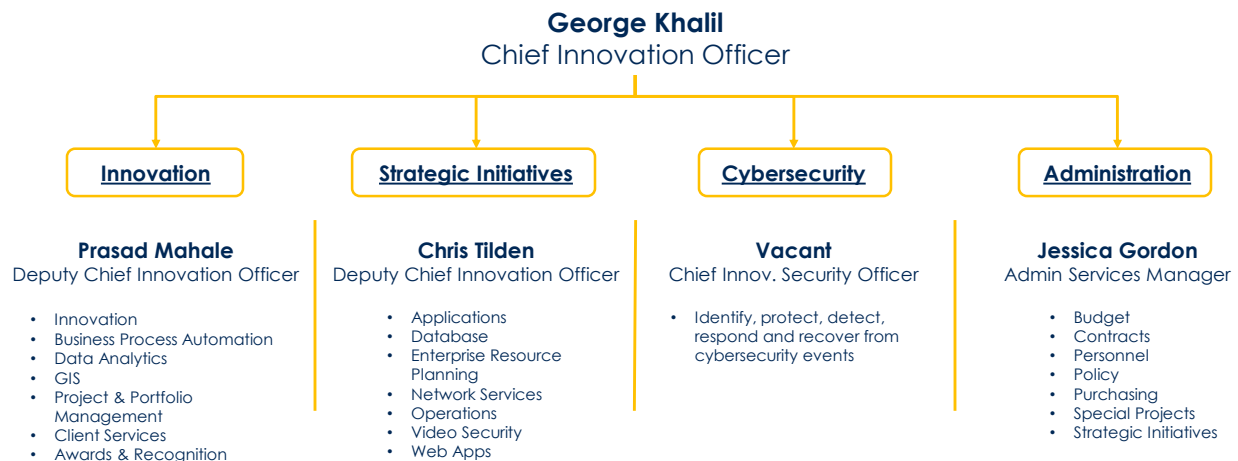 George Khalil
Chief Innovation Officer
Innovation
Strategic Initiatives
Cybersecurity
Administration
Prasad Mahale
Deputy Chief Innovation Officer
• Innovation
• Business Process Automation
• Data Analytics
• GIS
• Project & Portfolio
Management
• Client Services
• Awards & Recognition
Chris Tilden
Deputy Chief Innovation Officer
• Applications
• Database
• Enterprise Resource
Planning
• Network Services
• Operations
• Video Security
• Web Apps
Vacant
Chief Innov. Security Officer
• Identify, protect, detect,
respond and recover from
cybersecurity events
Jessica Gordon
Admin Services Manager
• Budget
• Contracts
• Personnel
• Policy
• Purchasing
• Special Projects
• Strategic Initiatives